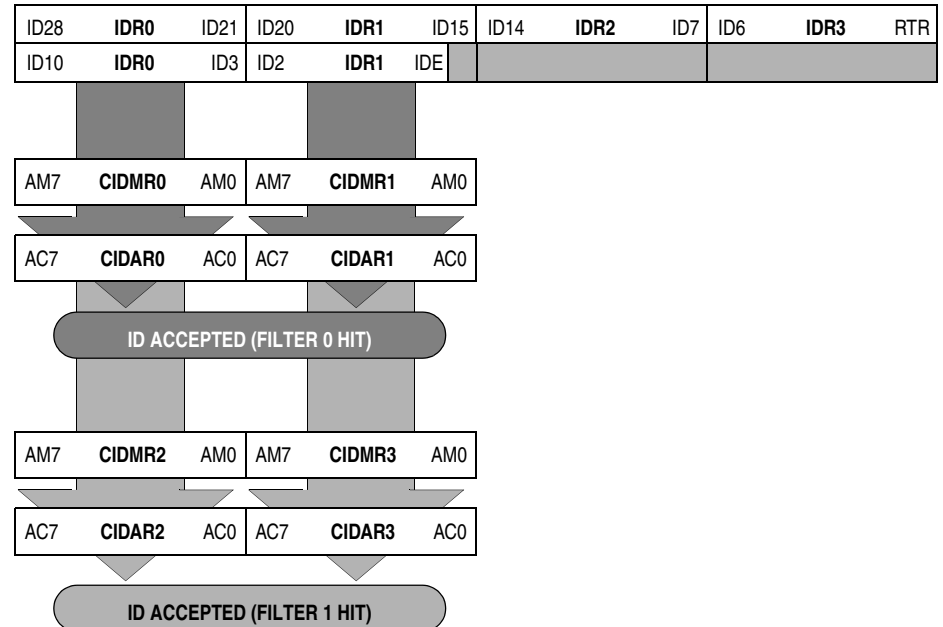 ID28 IDR0 ID21 ID20 IDR1 ID15 ID14 IDR2 ID7 ID6 IDR3 RTR
ID10 IDR0 ID3 ID2 IDR1 IDE
AM7 CIDMR0 AM0 AM7 CIDMR1 AM0
AC7 CIDAR0 AC0 AC7 CIDAR1 AC0
ID ACCEPTED (FILTER 0 HIT)
AM7 CIDMR2 AM0 AM7 CIDMR3 AM0
AC7 CIDAR2 AC0 AC7 CIDAR3 AC0
ID ACCEPTED (FILTER 1 HIT)